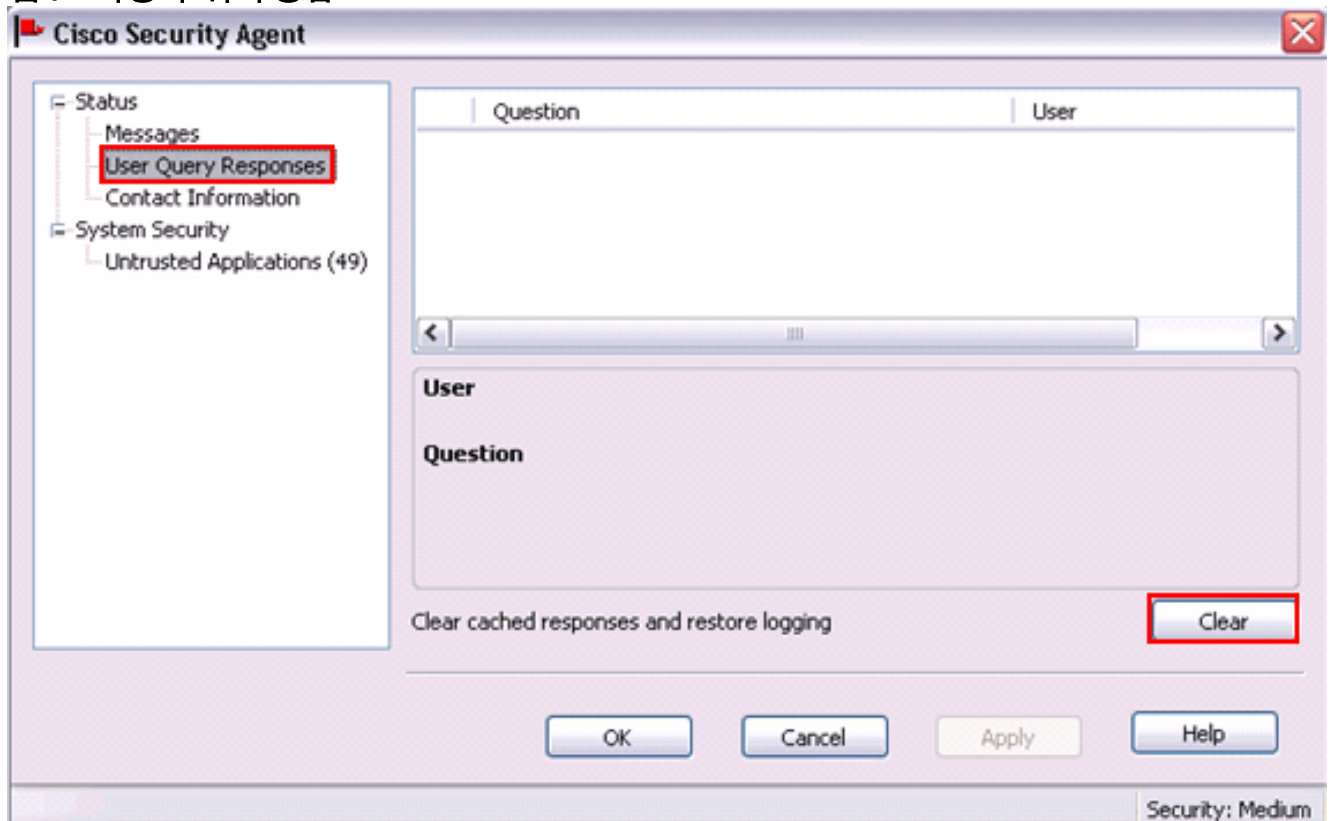 Cisco Security Agent
Status
Messages
User Query Responses
Contact Information
System Security
Untrusted Applications (49)
Question User
User
Question
Clear cached responses and restore logging Clear
OK Cancel Apply Help
Security: Medium